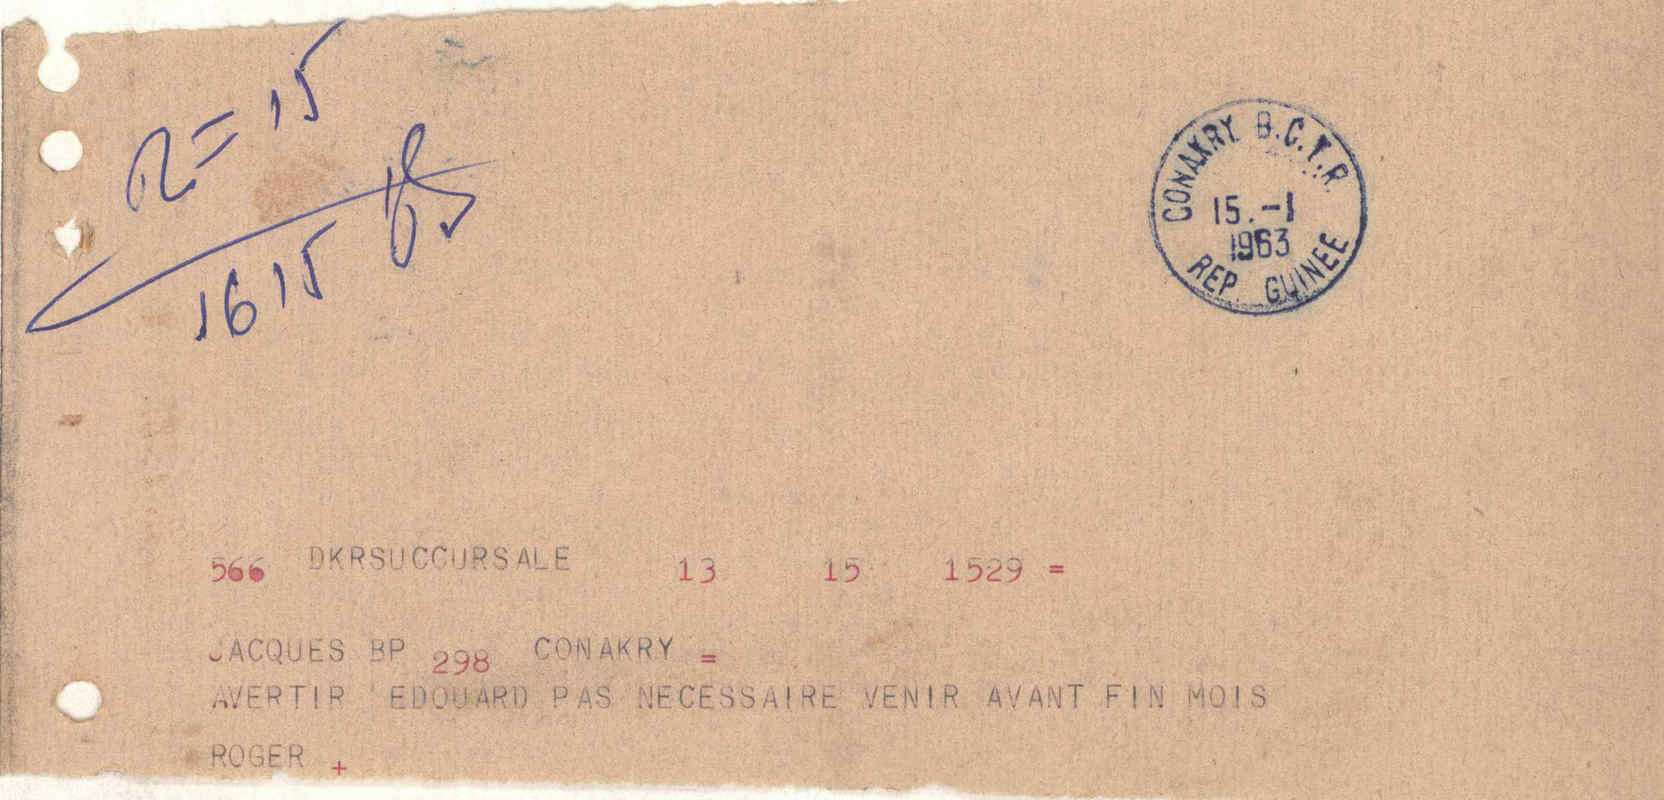 R = 15
1615
CONAKRY B.C.T.R.
15.-1
1963
REP. GUINEE
566 DKRSUCCURSALE 13 15 1529 =
JACQUES BP 298 CONAKRY =
AVERTIR EDOUARD PAS NECESSAIRE VENIR AVANT FIN MOIS
ROGER +